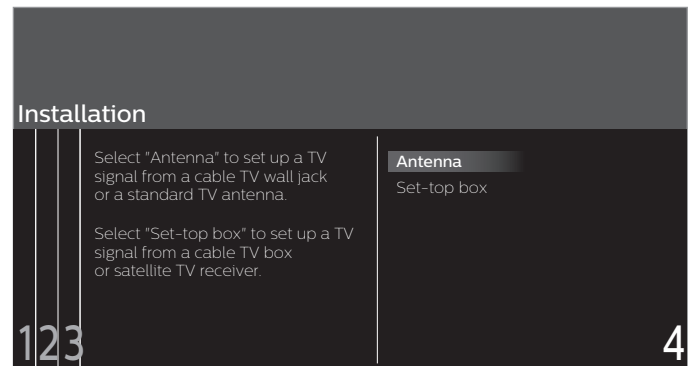 Installation
Select "Antenna" to set up a TV
signal from a cable TV wall jack
or a standard TV antenna.
Select "Set-top box" to set up a TV
signal from a cable TV box
or satellite TV receiver.
Antenna
Set-top box
123
4